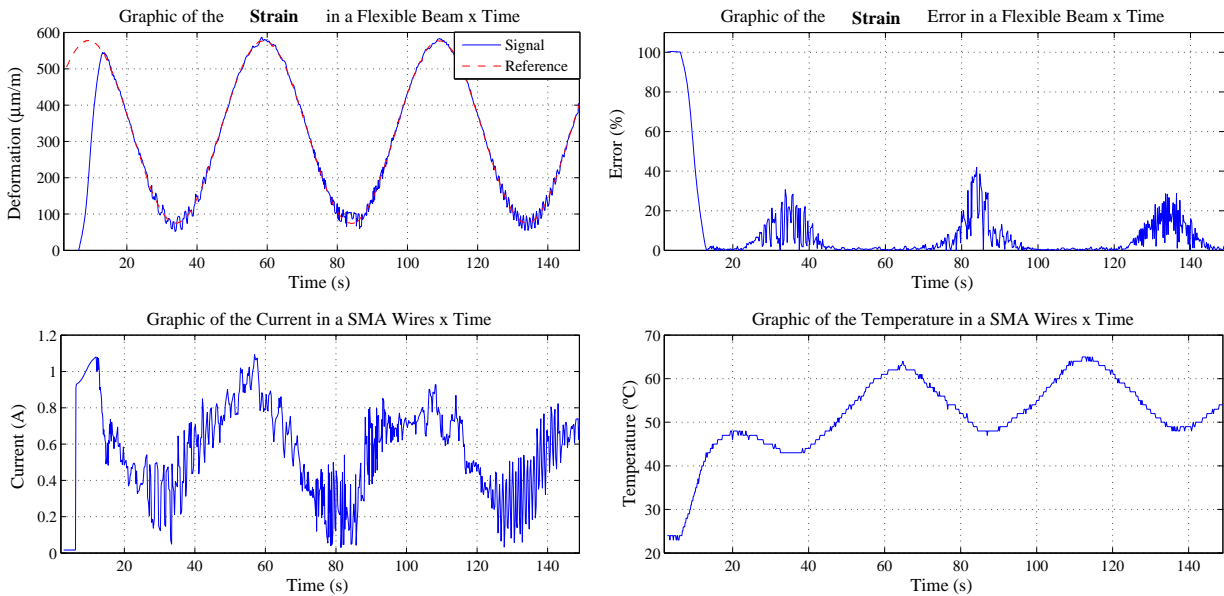 Graphic of the Strain in a Flexible Beam x Time
600
500
400
300
200
100
0
Deformation (μm/m)
Signal
Reference
20 40 60 80 100 120 140
Time (s)
Graphic of the Strain Error in a Flexible Beam x Time
100
80
60
40
20
0
Error (%)
20 40 60 80 100 120 140
Time (s)
Graphic of the Current in a SMA Wires x Time
1.2
1
0.8
0.6
0.4
0.2
0
Current (A)
20 40 60 80 100 120 140
Time (s)
Graphic of the Temperature in a SMA Wires x Time
70
60
50
40
30
20
Temperature (ºC)
20 40 60 80 100 120 140
Time (s)